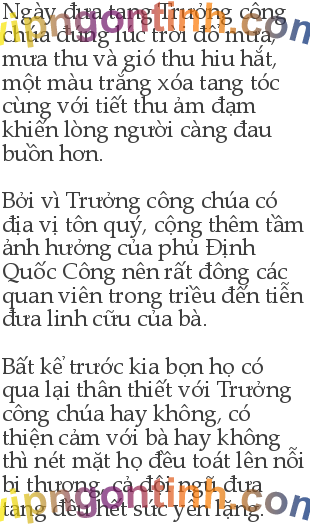 Ngày đưa tang Trưởng công
chúa đúng lúc trời đổ mưa,
mưa thu và gió thu hiu hắt,
một màu trắng xóa tang tóc
cùng với tiết thu ảm đạm
khiến lòng người càng đau
buồn hơn.
Bởi vì Trưởng công chúa có
địa vị tôn quý, cộng thêm tầm
ảnh hưởng của phủ Định
Quốc Công nên rất đông các
quan viên trong triều đến tiễn
đưa linh cữu của bà.
Bất kể trước kia bọn họ có
qua lại thân thiết với Trưởng
công chúa hay không, có
thiện cảm với bà hay không
thì nét mặt họ đều toát lên nỗi
bi thương, cả đội ngũ đưa
tang đều hết sức yên lặng.
vipngontinh.com
vipngontinh.com